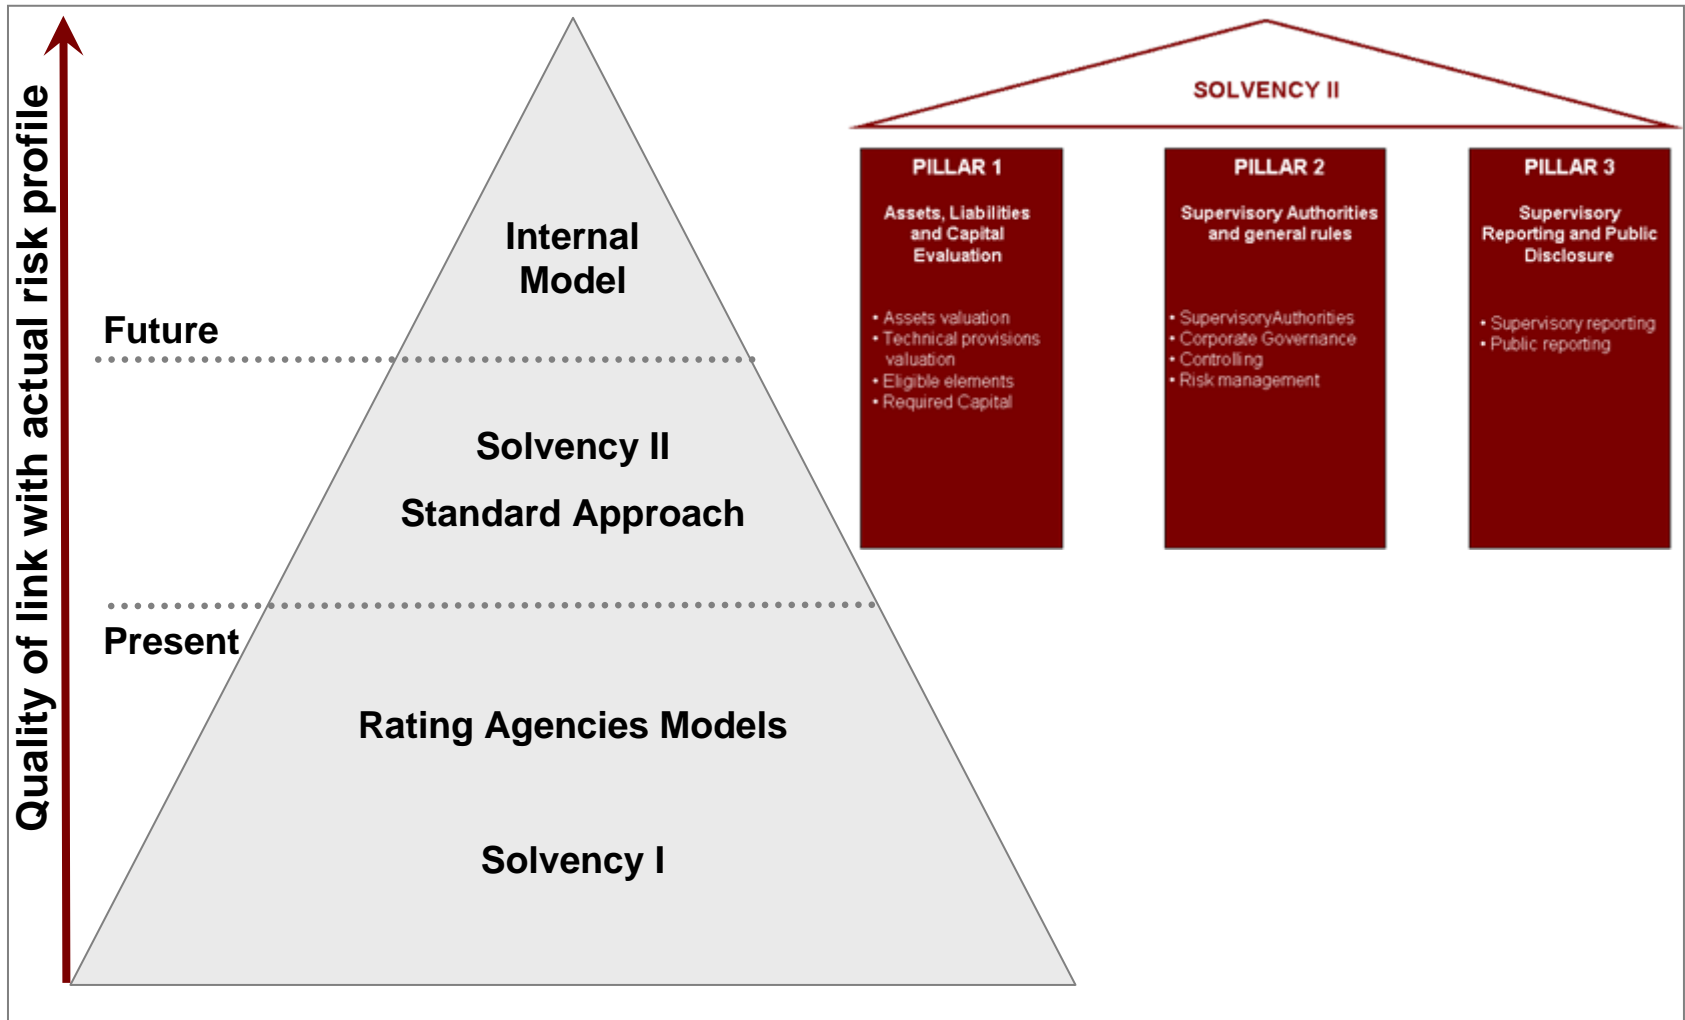 Quality of link with actual risk profile
Internal
Model
Future
Solvency II
Standard Approach
Present
Rating Agencies Models
Solvency I
SOLVENCY II
PILLAR 1
Assets, Liabilities
and Capital
Evaluation
• Assets valuation
• Technical provisions
valuation
• Eligible elements
• Required Capital
PILLAR 2
Supervisory Authorities
and general rules
• SupervisoryAuthorities
• Corporate Governance
• Controlling
• Risk management
PILLAR 3
Supervisory
Reporting and Public
Disclosure
• Supervisory reporting
• Public reporting